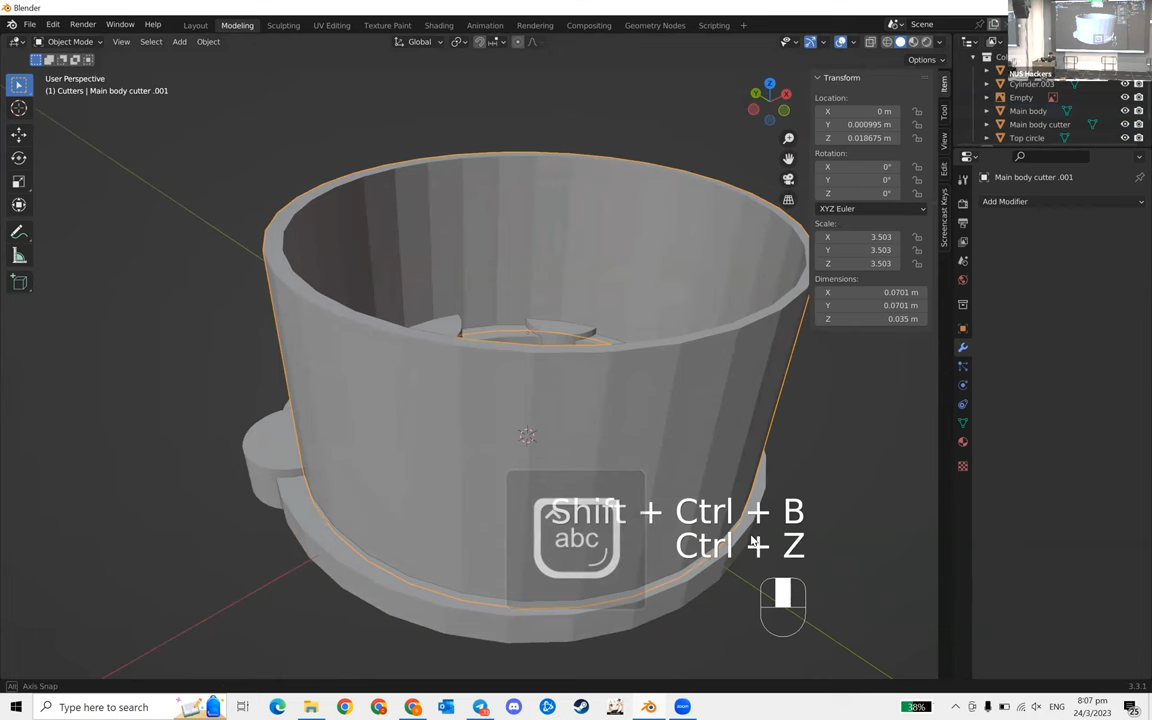 Blender
File
Edit
Render
Window
Help
Layout
Modeling
Sculpting
UV Editing
Texture Paint
Shading
Animation
Rendering
Compositing
Geometry Nodes
Scripting
Scene
Object Mode
View
Select
Add
Object
Global
Options
NUS Hackers
User Perspective
(1) Cutters | Main body cutter .001
Z
Y
X
Transform
Location:
X 0 m
Y 0.000995 m
Z 0.018675 m
Rotation:
X 0°
Y 0°
Z 0°
XYZ Euler
Scale:
X 3.503
Y 3.503
Z 3.503
Dimensions:
X 0.0701 m
Y 0.0701 m
Z 0.035 m
Item
Tool
View
Edit
Screencast Keys
Cylinder.003
Empty
Main body
Main body cutter
Top circle
Main body cutter .001
Add Modifier
Shift + Ctrl + B
Ctrl + Z
abc
Alt
Axis Snap
3.3.1
Type here to search
38%
ENG
8:07 pm
24/3/2023
25